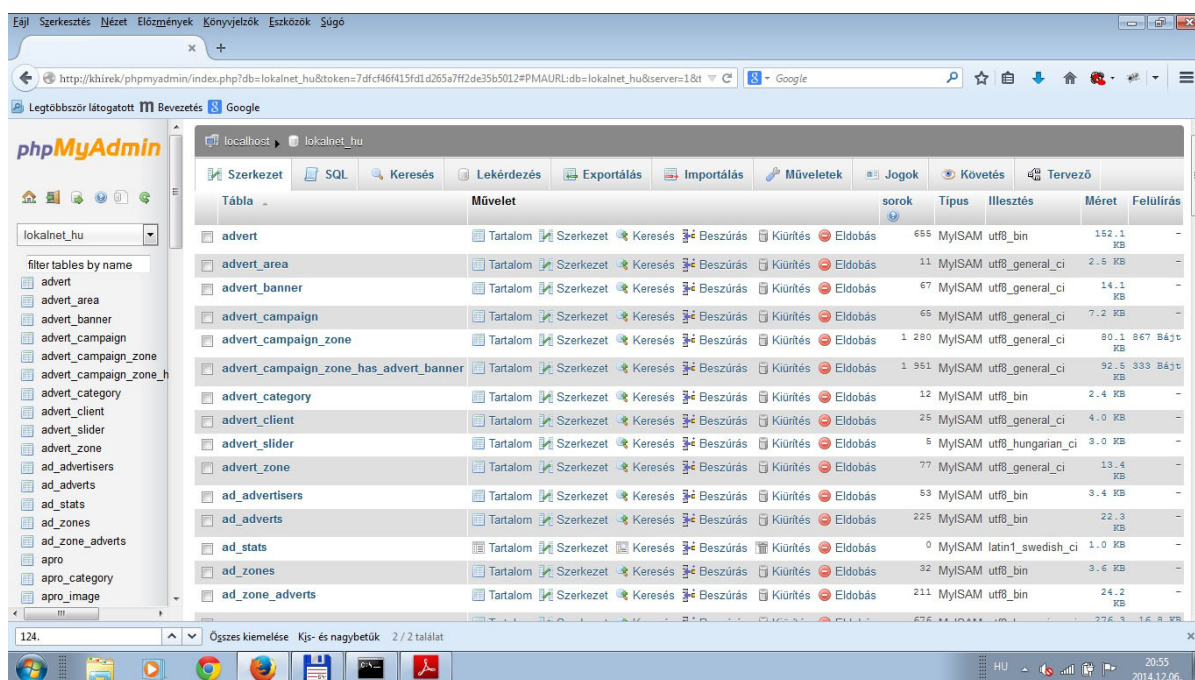 Fájl Szerkesztés Nézet Előzmények Könyvjelzők Eszközök Súgó
http://khirek/phpmyadmin/index.php?db=lokalnet_hu&token=7dfcf46f415fd1d265a7ff2de35b5012#PMAURL:db=lokalnet_hu&server=1&t
Google
Legtöbbször látogatott Bevezetés Google
phpMyAdmin
lokalnet_hu
filter tables by name
advert
advert_area
advert_banner
advert_campaign
advert_campaign_zone
advert_campaign_zone_h
advert_category
advert_client
advert_slider
advert_zone
ad_advertisers
ad_adverts
ad_stats
ad_zones
ad_zone_adverts
apro
apro_category
apro_image
localhost lokalnet_hu
Szerkezet SQL Keresés Lekérdezés Exportálás Importálás Műveletek Jogok Követés Tervező
Tábla Művelet sorok Típus Illesztés Méret Felülírás
advert Tartalom Szerkezet Keresés Beszúrás Kiürítés Eldobás 655 MyISAM utf8_bin 152.1 KB -
advert_area Tartalom Szerkezet Keresés Beszúrás Kiürítés Eldobás 11 MyISAM utf8_general_ci 2.5 KB -
advert_banner Tartalom Szerkezet Keresés Beszúrás Kiürítés Eldobás 67 MyISAM utf8_general_ci 14.1 KB -
advert_campaign Tartalom Szerkezet Keresés Beszúrás Kiürítés Eldobás 65 MyISAM utf8_general_ci 7.2 KB -
advert_campaign_zone Tartalom Szerkezet Keresés Beszúrás Kiürítés Eldobás 1 280 MyISAM utf8_general_ci 80.1 KB 867 Bájt
advert_campaign_zone_has_advert_banner Tartalom Szerkezet Keresés Beszúrás Kiürítés Eldobás 1 951 MyISAM utf8_general_ci 92.5 KB 333 Bájt
advert_category Tartalom Szerkezet Keresés Beszúrás Kiürítés Eldobás 12 MyISAM utf8_bin 2.4 KB -
advert_client Tartalom Szerkezet Keresés Beszúrás Kiürítés Eldobás 25 MyISAM utf8_general_ci 4.0 KB -
advert_slider Tartalom Szerkezet Keresés Beszúrás Kiürítés Eldobás 5 MyISAM utf8_hungarian_ci 3.0 KB -
advert_zone Tartalom Szerkezet Keresés Beszúrás Kiürítés Eldobás 77 MyISAM utf8_general_ci 13.4 KB -
ad_advertisers Tartalom Szerkezet Keresés Beszúrás Kiürítés Eldobás 53 MyISAM utf8_bin 3.4 KB -
ad_adverts Tartalom Szerkezet Keresés Beszúrás Kiürítés Eldobás 225 MyISAM utf8_bin 22.3 KB -
ad_stats Tartalom Szerkezet Keresés Beszúrás Kiürítés Eldobás 0 MyISAM latin1_swedish_ci 1.0 KB -
ad_zones Tartalom Szerkezet Keresés Beszúrás Kiürítés Eldobás 32 MyISAM utf8_bin 3.6 KB -
ad_zone_adverts Tartalom Szerkezet Keresés Beszúrás Kiürítés Eldobás 211 MyISAM utf8_bin 24.2 KB -
124. Összes kiemelése Kis- és nagybetűk 2 / 2 találat
HU 20:55
2014.12.06.